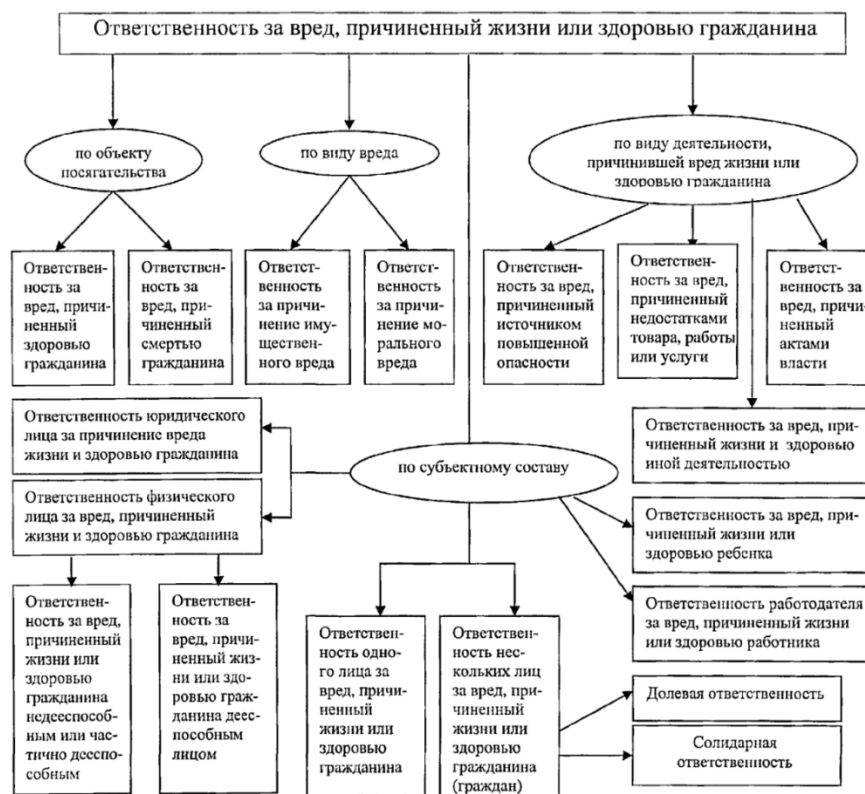 Ответственность за вред, причиненный жизни или здоровью гражданина
по объекту
посягательства
по виду вреда
по виду деятельности,
причинившей вред жизни или
здоровью гражданина
Ответствен-
ность за
вред, причи-
ненный
здоровью
гражданина
Ответствен-
ность за
вред, при-
чиненный
смертью
гражданина
Ответст-
венность
за причи-
нение иму-
щественного
вреда
Ответст-
венность
за причи-
нение мо-
рального
вреда
Ответствен-
ность за вред,
причиненный
источником
повышенной
опасности
Ответствен-
ность за вред,
причиненный
недостатками
товара, работы
или услуги
Ответст-
венность за
вред, причи-
ненный
актами
власти
Ответственность юридического
лица за причинение вреда
жизни и здоровью гражданина
Ответственность физического
лица за вред, причиненный
жизни и здоровью гражданина
по субъектному составу
Ответственность за вред, при-
чиненный жизни и здоровью
иной деятельностью
Ответственность за вред, при-
чиненный жизни или
здоровью ребенка
Ответственность работодателя
за вред, причиненный жизни
или здоровью работника
Ответствен-
ность за вред,
причиненный
жизни или
здоровью
гражданина
недееспособ-
ным или час-
тично дееспо-
собным
Ответствен-
ность за
вред, причи-
ненный жиз-
ни или здо-
ровью граж-
данина дее-
способным
лицом
Ответствен-
ность одно-
го лица за
вред, причи-
ненный
жизни или
здоровью
гражданина
Ответствен-
ность нес-
кольких лиц
за вред, при-
чиненный
жизни или
здоровью
гражданина
(граждан)
Долевая ответственность
Солидарная
ответственность